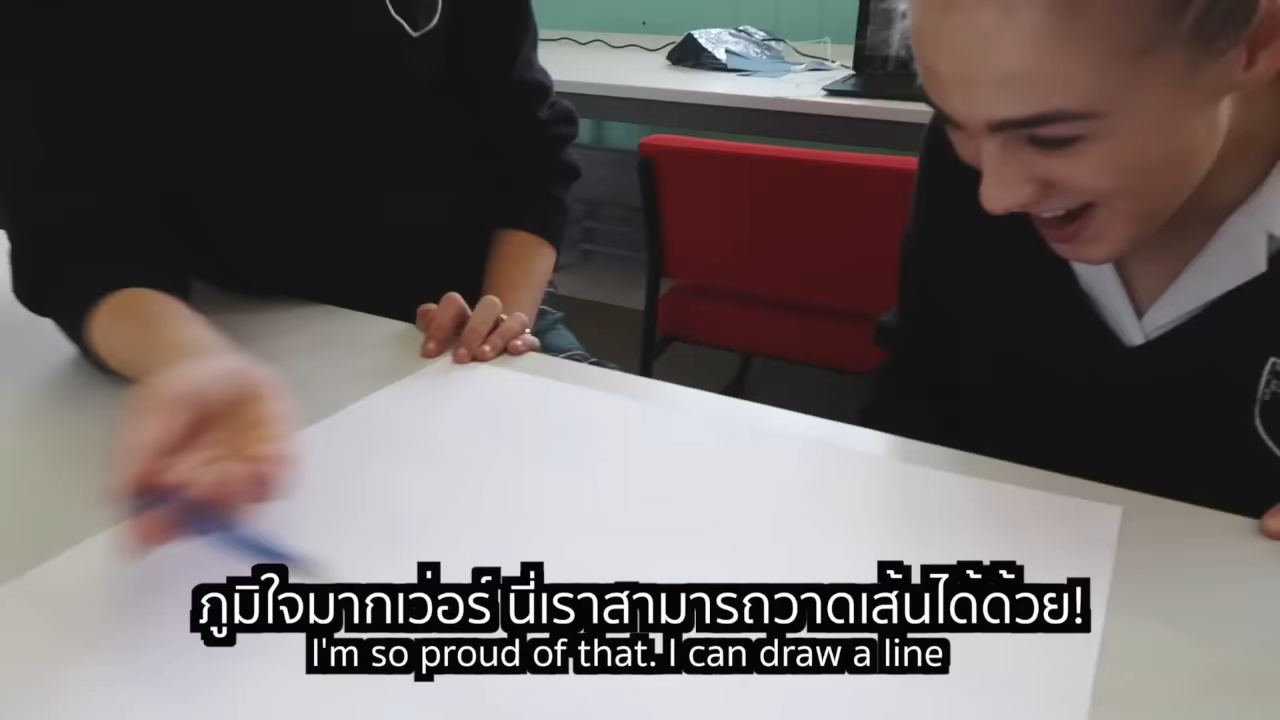 ภูมิใจมากเว่อร์ นี่เราสามารถวาดเส้นได้ด้วย!
I'm so proud of that. I can draw a line